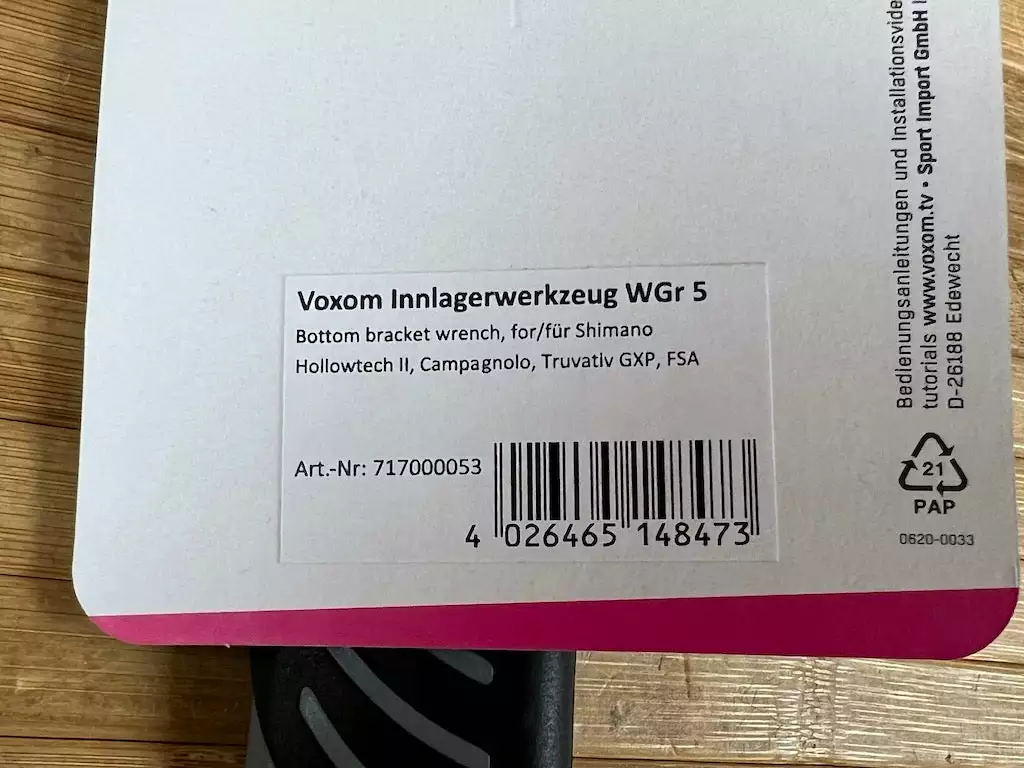 Voxom Innlagerwerkzeug WGr 5
Bottom bracket wrench, for/für Shimano
Hollowtech II, Campagnolo, Truvativ GXP, FSA
Art.-Nr: 717000053
4 026465 148473
Bedienungsanleitungen und Installationsvide
tutorials www.voxom.tv • Sport Import GmbH
D-26188 Edewecht
21
PAP
0620-0033